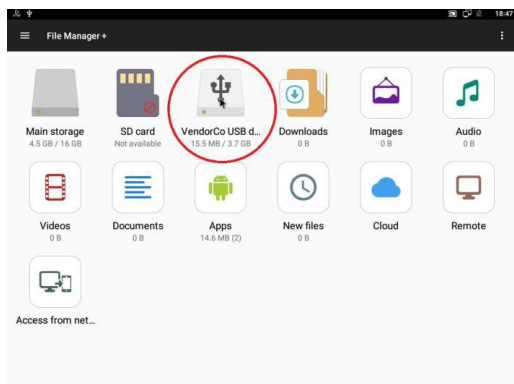 18:47
File Manager+
Main storage
4.5 GB / 16 GB
SD card
Not available
VendorCo USB d...
15.5 MB / 3.7 GB
Downloads
0 B
Images
0 B
Audio
0 B
Videos
0 B
Documents
0 B
Apps
14.6 MB (2)
New files
0 B
Cloud
Remote
Access from net...